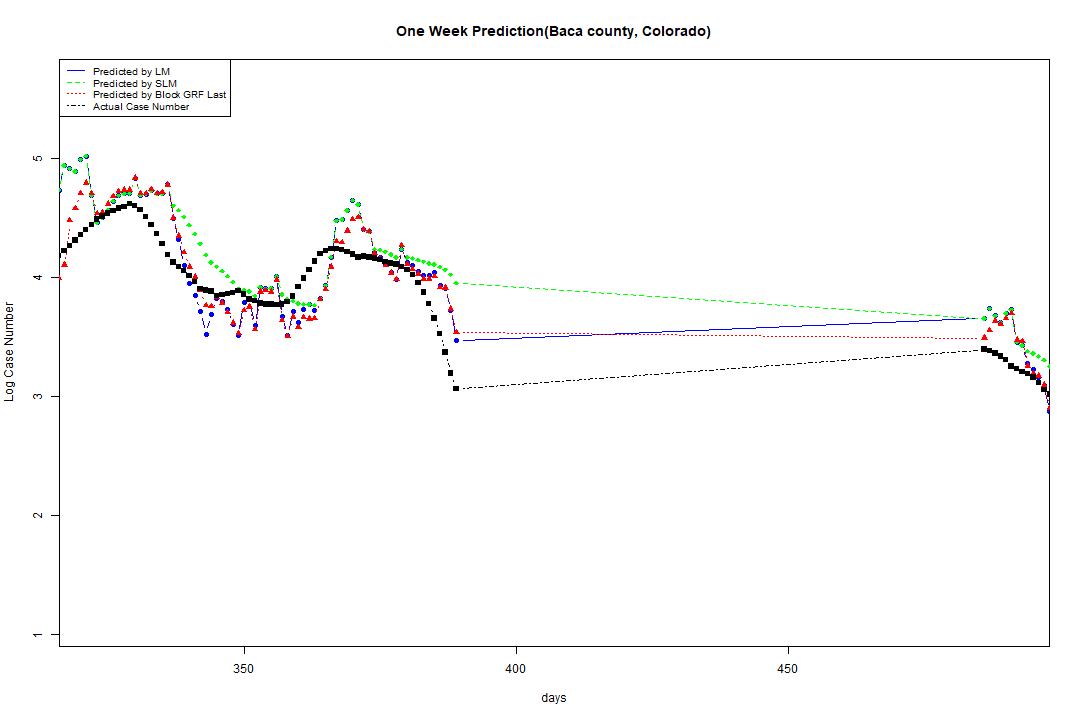 One Week Prediction(Baca county, Colorado)
Predicted by LM
Predicted by SLM
Predicted by Block GRF Last
Actual Case Number
Log Case Number
5
4
3
2
1
350
400
450
days